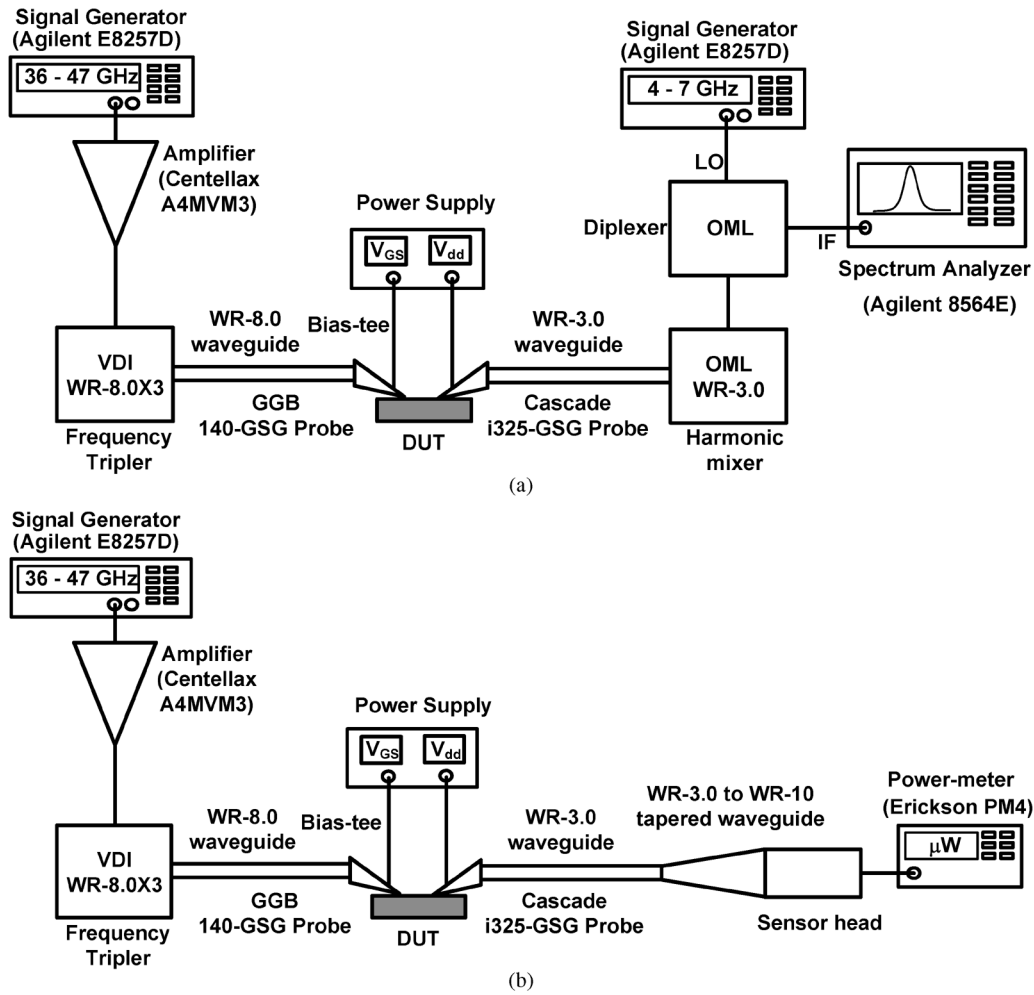 Signal Generator
(Agilent E8257D)
36 - 47 GHz
Amplifier
(Centellax
A4MVM3)
VDI
WR-8.0X3
Frequency
Tripler
WR-8.0
waveguide
GGB
140-GSG Probe
Power Supply
VGS
Vdd
Bias-tee
DUT
WR-3.0
waveguide
Cascade
i325-GSG Probe
Signal Generator
(Agilent E8257D)
4 - 7 GHz
LO
Diplexer
OML
IF
Spectrum Analyzer
(Agilent 8564E)
OML
WR-3.0
Harmonic
mixer
(a)
Signal Generator
(Agilent E8257D)
36 - 47 GHz
Amplifier
(Centellax
A4MVM3)
VDI
WR-8.0X3
Frequency
Tripler
WR-8.0
waveguide
GGB
140-GSG Probe
Power Supply
VGS
Vdd
Bias-tee
DUT
WR-3.0
waveguide
Cascade
i325-GSG Probe
WR-3.0 to WR-10
tapered waveguide
Sensor head
Power-meter
(Erickson PM4)
μW
(b)